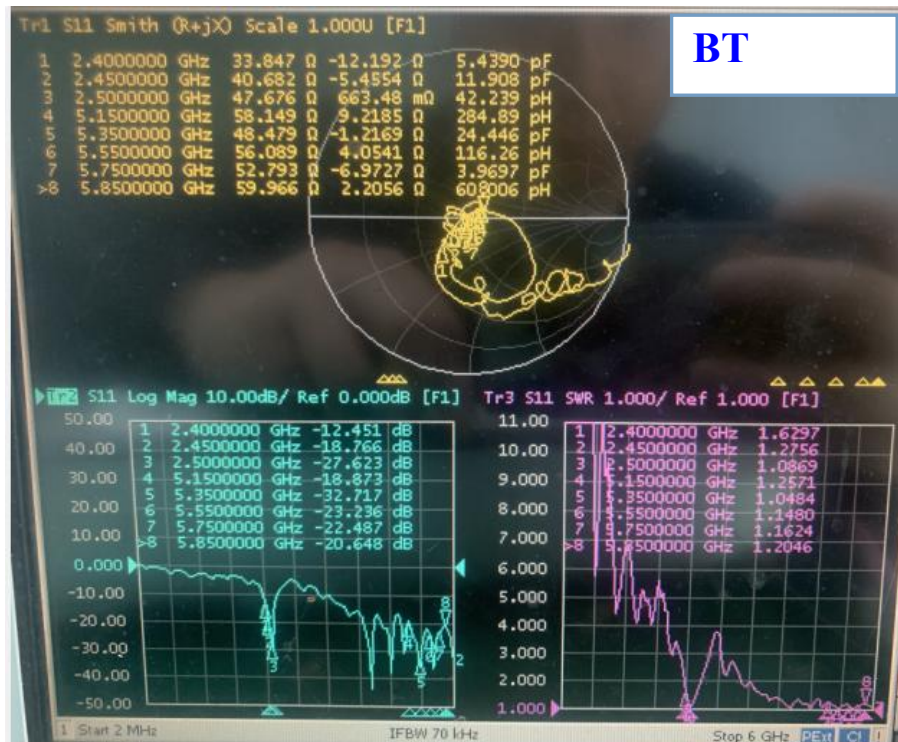 BT
Tr1 S11 Smith (R+jX) Scale 1.000U [F1]
1 2.4000000 GHz 33.847 Ω -12.192 Ω 5.4390 pF
2 2.4500000 GHz 40.682 Ω -5.4554 Ω 11.908 pF
3 2.5000000 GHz 47.676 Ω 663.48 mΩ 42.239 pH
4 5.1500000 GHz 58.149 Ω 9.2185 Ω 284.89 pH
5 5.3500000 GHz 48.479 Ω -1.2169 Ω 24.446 pF
6 5.5500000 GHz 56.089 Ω 4.0541 Ω 116.26 pH
7 5.7500000 GHz 52.793 Ω -6.9727 Ω 3.9697 pF
>8 5.8500000 GHz 59.966 Ω 2.2056 Ω 60.006 pH
Tr2 S11 Log Mag 10.00dB/ Ref 0.000dB [F1]
50.00
40.00
30.00
20.00
10.00
0.000
-10.00
-20.00
-30.00
-40.00
-50.00
1 2.4000000 GHz -12.451 dB
2 2.4500000 GHz -18.766 dB
3 2.5000000 GHz -27.623 dB
4 5.1500000 GHz -18.873 dB
5 5.3500000 GHz -32.717 dB
6 5.5500000 GHz -23.236 dB
7 5.7500000 GHz -22.487 dB
>8 5.8500000 GHz -20.648 dB
Tr3 S11 SWR 1.000/ Ref 1.000 [F1]
11.00
10.00
9.000
8.000
7.000
6.000
5.000
4.000
3.000
2.000
1.000
1 2.4000000 GHz 1.6297
2 2.4500000 GHz 1.2756
3 2.5000000 GHz 1.0869
4 5.1500000 GHz 1.2571
5 5.3500000 GHz 1.0484
6 5.5500000 GHz 1.1480
7 5.7500000 GHz 1.1624
>8 5.8500000 GHz 1.2046
1 Start 2 MHz
IFBW 70 kHz
Stop 6 GHz PExt C!